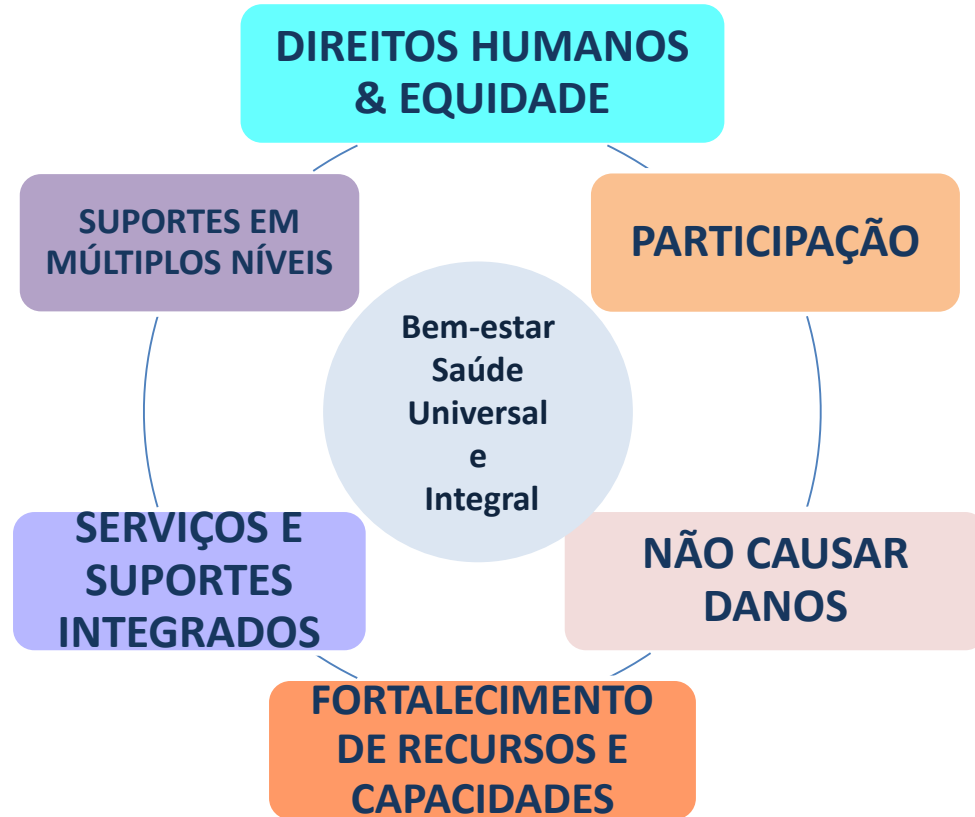 DIREITOS HUMANOS
& EQUIDADE
SUPORTES EM
MÚLTIPLOS NÍVEIS
PARTICIPAÇÃO
Bem-estar
Saúde
Universal
e
Integral
SERVIÇOS E
SUPORTES
INTEGRADOS
NÃO CAUSAR
DANOS
FORTALECIMENTO
DE RECURSOS E
CAPACIDADES